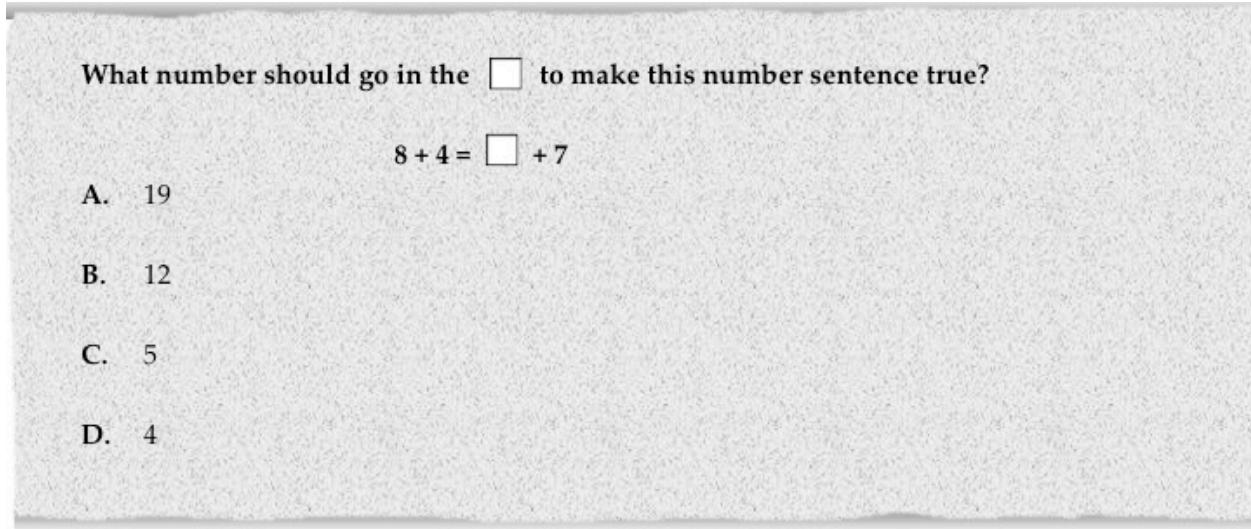 What number should go in the □ to make this number sentence true?
8 + 4 = □ + 7
A. 19
B. 12
C. 5
D. 4